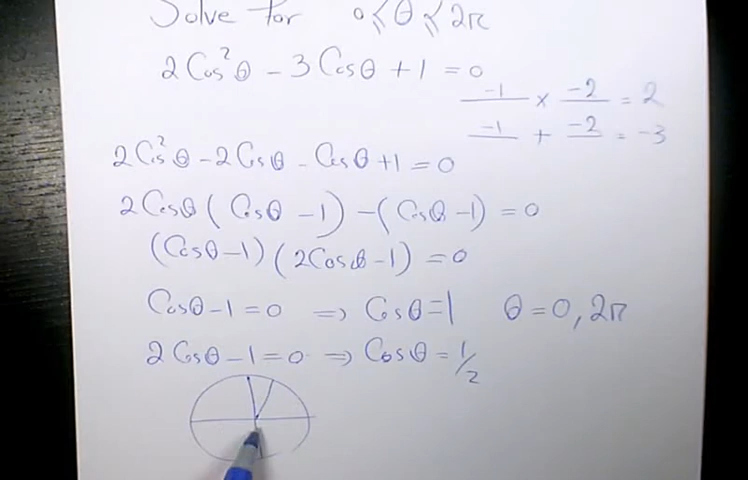 Solve for 0 ⩽ θ ⩽ 2π
2Cos²θ - 3Cosθ + 1 = 0
-1 × -2 = 2
-1 + -2 = -3
2Cos²θ - 2Cosθ - Cosθ + 1 = 0
2Cosθ (Cosθ - 1) - (Cosθ - 1) = 0
(Cosθ - 1) (2Cosθ - 1) = 0
Cosθ - 1 = 0 ⇒ Cosθ = 1 θ = 0, 2π
2Cosθ - 1 = 0 ⇒ Cosθ = 1/2